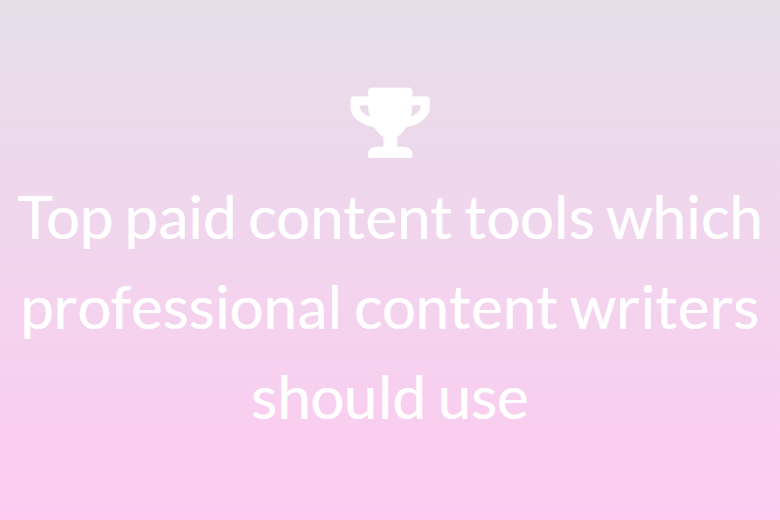 Top paid content tools which
professional content writers
should use